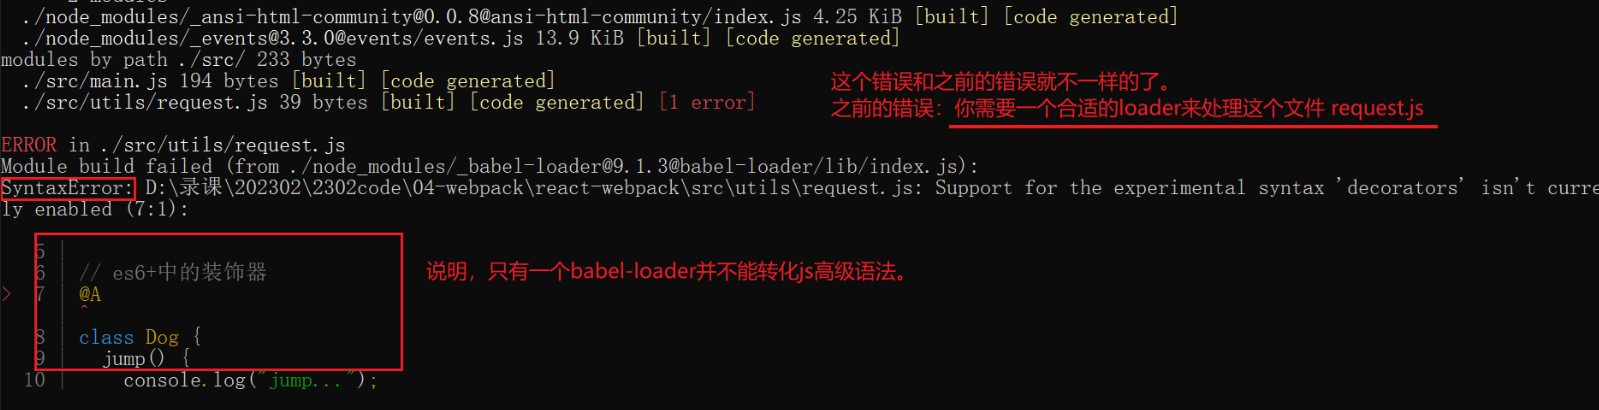 ./node_modules/_ansi-html-community@0.0.8@ansi-html-community/index.js 4.25 KiB [built] [code generated]
./node_modules/_events@3.3.0@events/events.js 13.9 KiB [built] [code generated]
modules by path ./src/ 233 bytes
./src/main.js 194 bytes [built] [code generated]
./src/utils/request.js 39 bytes [built] [code generated] [1 error]
这个错误和之前的错误就不一样的了。
之前的错误：你需要一个合适的loader来处理这个文件 request.js
ERROR in ./src/utils/request.js
Module build failed (from ./node_modules/_babel-loader@9.1.3@babel-loader/lib/index.js):
SyntaxError: D:\录课\202302\2302code\04-webpack\react-webpack\src\utils\request.js: Support for the experimental syntax 'decorators' isn't curre
ly enabled (7:1):
5 |
6 | // es6+中的装饰器
> 7 | @A
| ^
8 | class Dog {
9 | jump() {
10 | console.log("jump...");
说明，只有一个babel-loader并不能转化js高级语法。